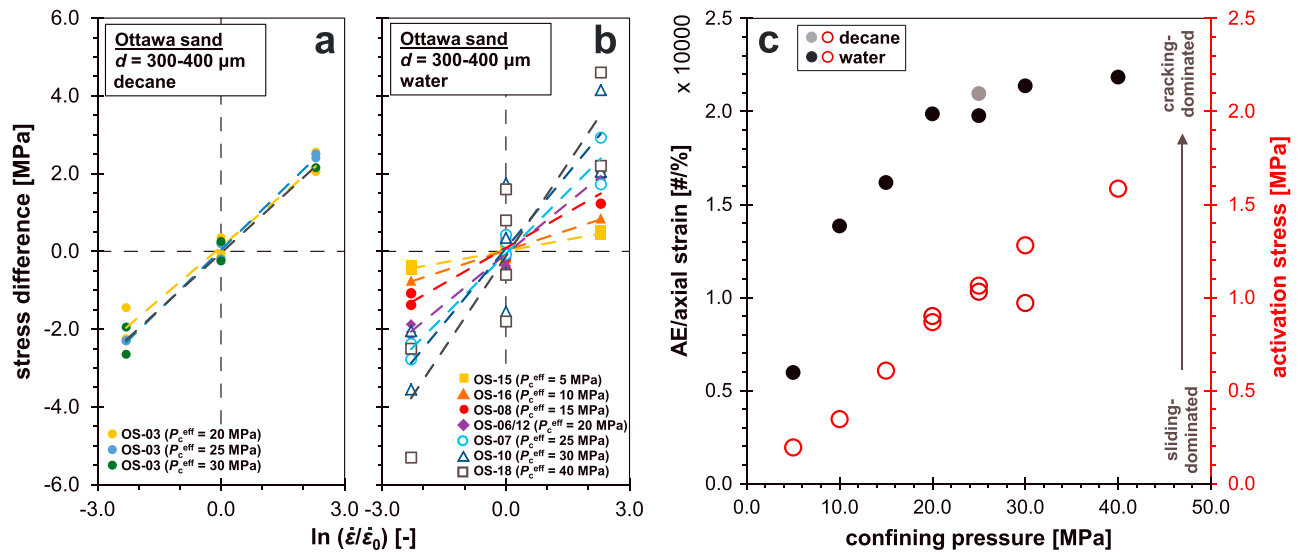 Ottawa sand
d = 300-400 μm
decane
a
stress difference [MPa]
6.0
4.0
2.0
0.0
-2.0
-4.0
-6.0
OS-03 (Pceff = 20 MPa)
OS-03 (Pceff = 25 MPa)
OS-03 (Pceff = 30 MPa)
-3.0
0.0
3.0
Ottawa sand
d = 300-400 μm
water
b
OS-15 (Pceff = 5 MPa)
OS-16 (Pceff = 10 MPa)
OS-08 (Pceff = 15 MPa)
OS-06/12 (Pceff = 20 MPa)
OS-07 (Pceff = 25 MPa)
OS-10 (Pceff = 30 MPa)
OS-18 (Pceff = 40 MPa)
-3.0
0.0
3.0
ln (ε̇/ε̇0) [-]
c
decane
water
AE/axial strain [#/%]
x 10000
2.5
2.0
1.5
1.0
0.5
0.0
0.0
10.0
20.0
30.0
40.0
50.0
confining pressure [MPa]
cracking-
dominated
sliding-
dominated
2.5
2.0
1.5
1.0
0.5
0.0
activation stress [MPa]